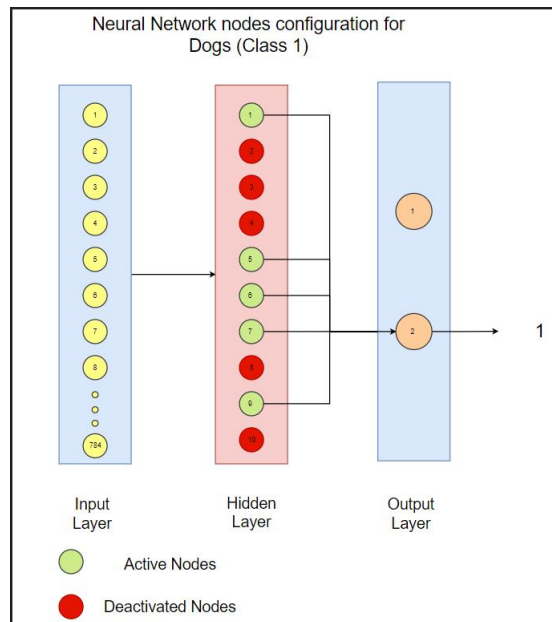 Neural Network nodes configuration for
Dogs (Class 1)
1
2
3
4
5
6
7
8
784
1
2
3
4
5
6
7
8
9
10
1
2
1
Input
Layer
Hidden
Layer
Output
Layer
Active Nodes
Deactivated Nodes